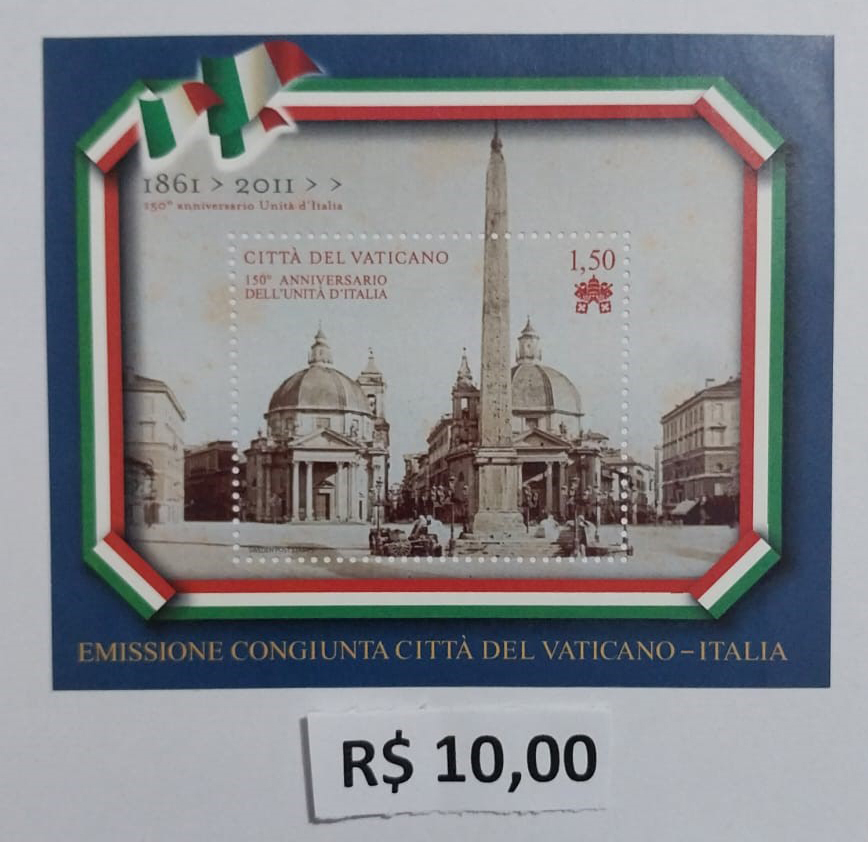 1861 > 2011 > >
150° anniversario Unità d'Italia
CITTÀ DEL VATICANO
1,50
150° ANNIVERSARIO
DELL'UNITÀ D'ITALIA
EMISSIONE CONGIUNTA CITTÀ DEL VATICANO – ITALIA
R$ 10,00